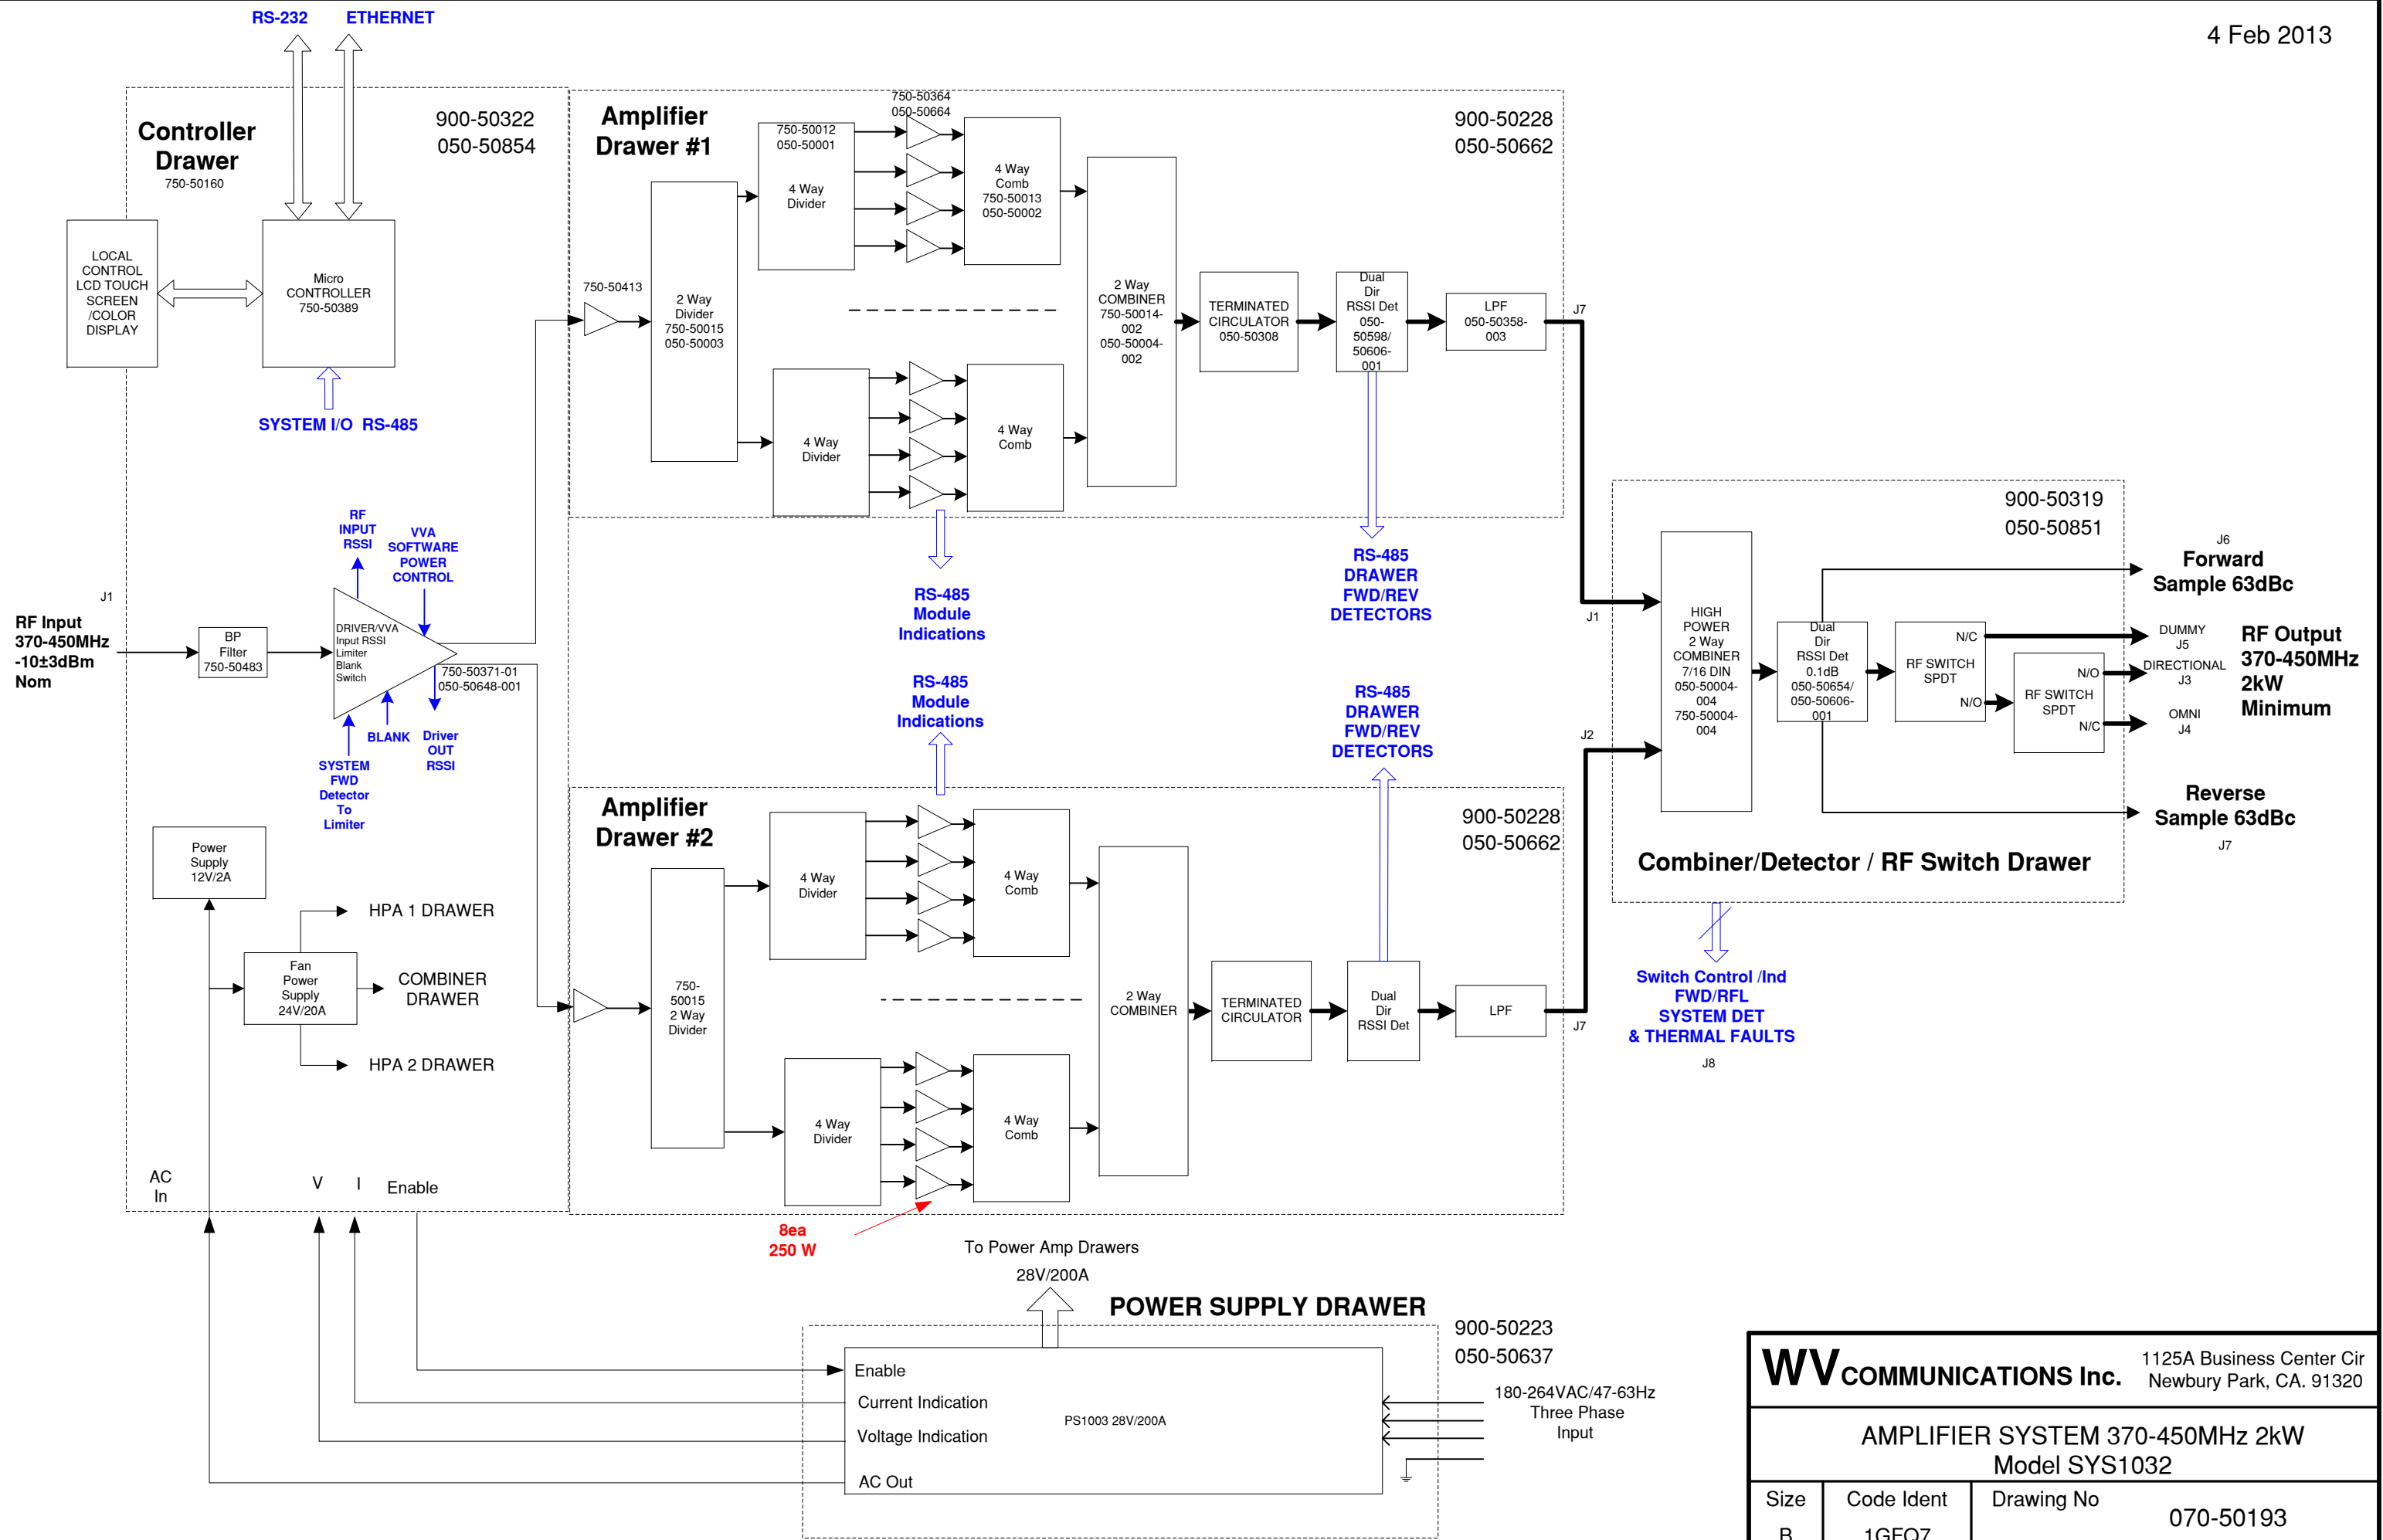 RS-232
ETHERNET
4 Feb 2013
Controller
Drawer
750-50160
900-50322
050-50854
LOCAL
CONTROL
LCD TOUCH
SCREEN
/COLOR
DISPLAY
Micro
CONTROLLER
750-50389
SYSTEM I/O RS-485
RF
INPUT
RSSI
VVA
SOFTWARE
POWER
CONTROL
J1
RF Input
370-450MHz
-10±3dBm
Nom
BP
Filter
750-50483
DRIVER/VVA
Input RSSI
Limiter
Blank
Switch
750-50371-01
050-50648-001
BLANK
Driver
OUT
RSSI
SYSTEM
FWD
Detector
To
Limiter
Power
Supply
12V/2A
Fan
Power
Supply
24V/20A
HPA 1 DRAWER
COMBINER
DRAWER
HPA 2 DRAWER
AC
In
V
I
Enable
Amplifier
Drawer #1
900-50228
050-50662
750-50413
2 Way
Divider
750-50015
050-50003
750-50012
050-50001
4 Way
Divider
750-50364
050-50664
4 Way
Comb
750-50013
050-50002
4 Way
Divider
4 Way
Comb
2 Way
COMBINER
750-50014-
002
050-50004-
002
TERMINATED
CIRCULATOR
050-50308
Dual
Dir
RSSI Det
050-
50598/
50606-
001
LPF
050-50358-
003
J7
RS-485
Module
Indications
RS-485
DRAWER
FWD/REV
DETECTORS
RS-485
Module
Indications
RS-485
DRAWER
FWD/REV
DETECTORS
Amplifier
Drawer #2
900-50228
050-50662
750-
50015
2 Way
Divider
4 Way
Divider
4 Way
Comb
4 Way
Divider
4 Way
Comb
2 Way
COMBINER
TERMINATED
CIRCULATOR
Dual
Dir
RSSI Det
LPF
J7
8ea
250 W
J1
J2
900-50319
050-50851
HIGH
POWER
2 Way
COMBINER
7/16 DIN
050-50004-
004
750-50004-
004
Dual
Dir
RSSI Det
0.1dB
050-50654/
050-50606-
001
N/C
RF SWITCH
SPDT
N/O
N/O
RF SWITCH
SPDT
N/C
J6
Forward
Sample 63dBc
DUMMY
J5
DIRECTIONAL
J3
OMNI
J4
RF Output
370-450MHz
2kW
Minimum
Reverse
Sample 63dBc
J7
Combiner/Detector / RF Switch Drawer
Switch Control /Ind
FWD/RFL
SYSTEM DET
& THERMAL FAULTS
J8
To Power Amp Drawers
28V/200A
POWER SUPPLY DRAWER
900-50223
050-50637
Enable
Current Indication
Voltage Indication
AC Out
PS1003 28V/200A
180-264VAC/47-63Hz
Three Phase
Input
WV COMMUNICATIONS Inc.
1125A Business Center Cir
Newbury Park, CA. 91320
AMPLIFIER SYSTEM 370-450MHz 2kW
Model SYS1032
Size
B
Code Ident
1GFQ7
Drawing No
070-50193